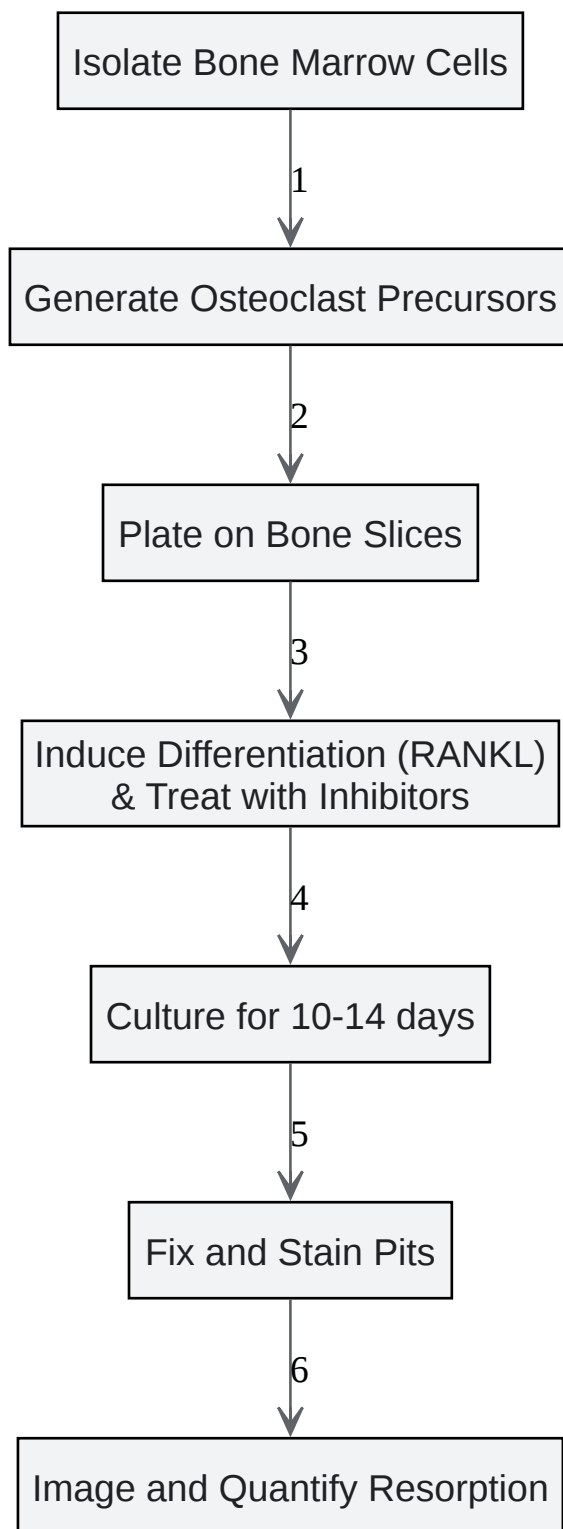 Isolate Bone Marrow Cells
1
Generate Osteoclast Precursors
2
Plate on Bone Slices
3
Induce Differentiation (RANKL)
& Treat with Inhibitors
4
Culture for 10-14 days
5
Fix and Stain Pits
6
Image and Quantify Resorption